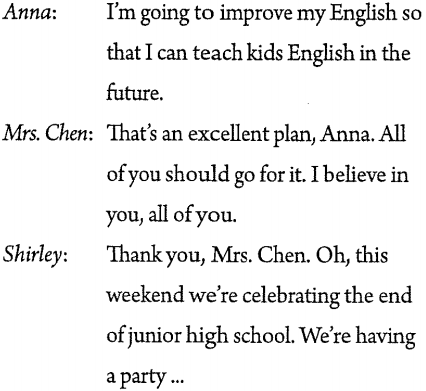 Anna: I'm going to improve my English so
that I can teach kids English in the
future.
Mrs. Chen: That's an excellent plan, Anna. All
of you should go for it. I believe in
you, all of you.
Shirley: Thank you, Mrs. Chen. Oh, this
weekend we're celebrating the end
of junior high school. We're having
a party ...